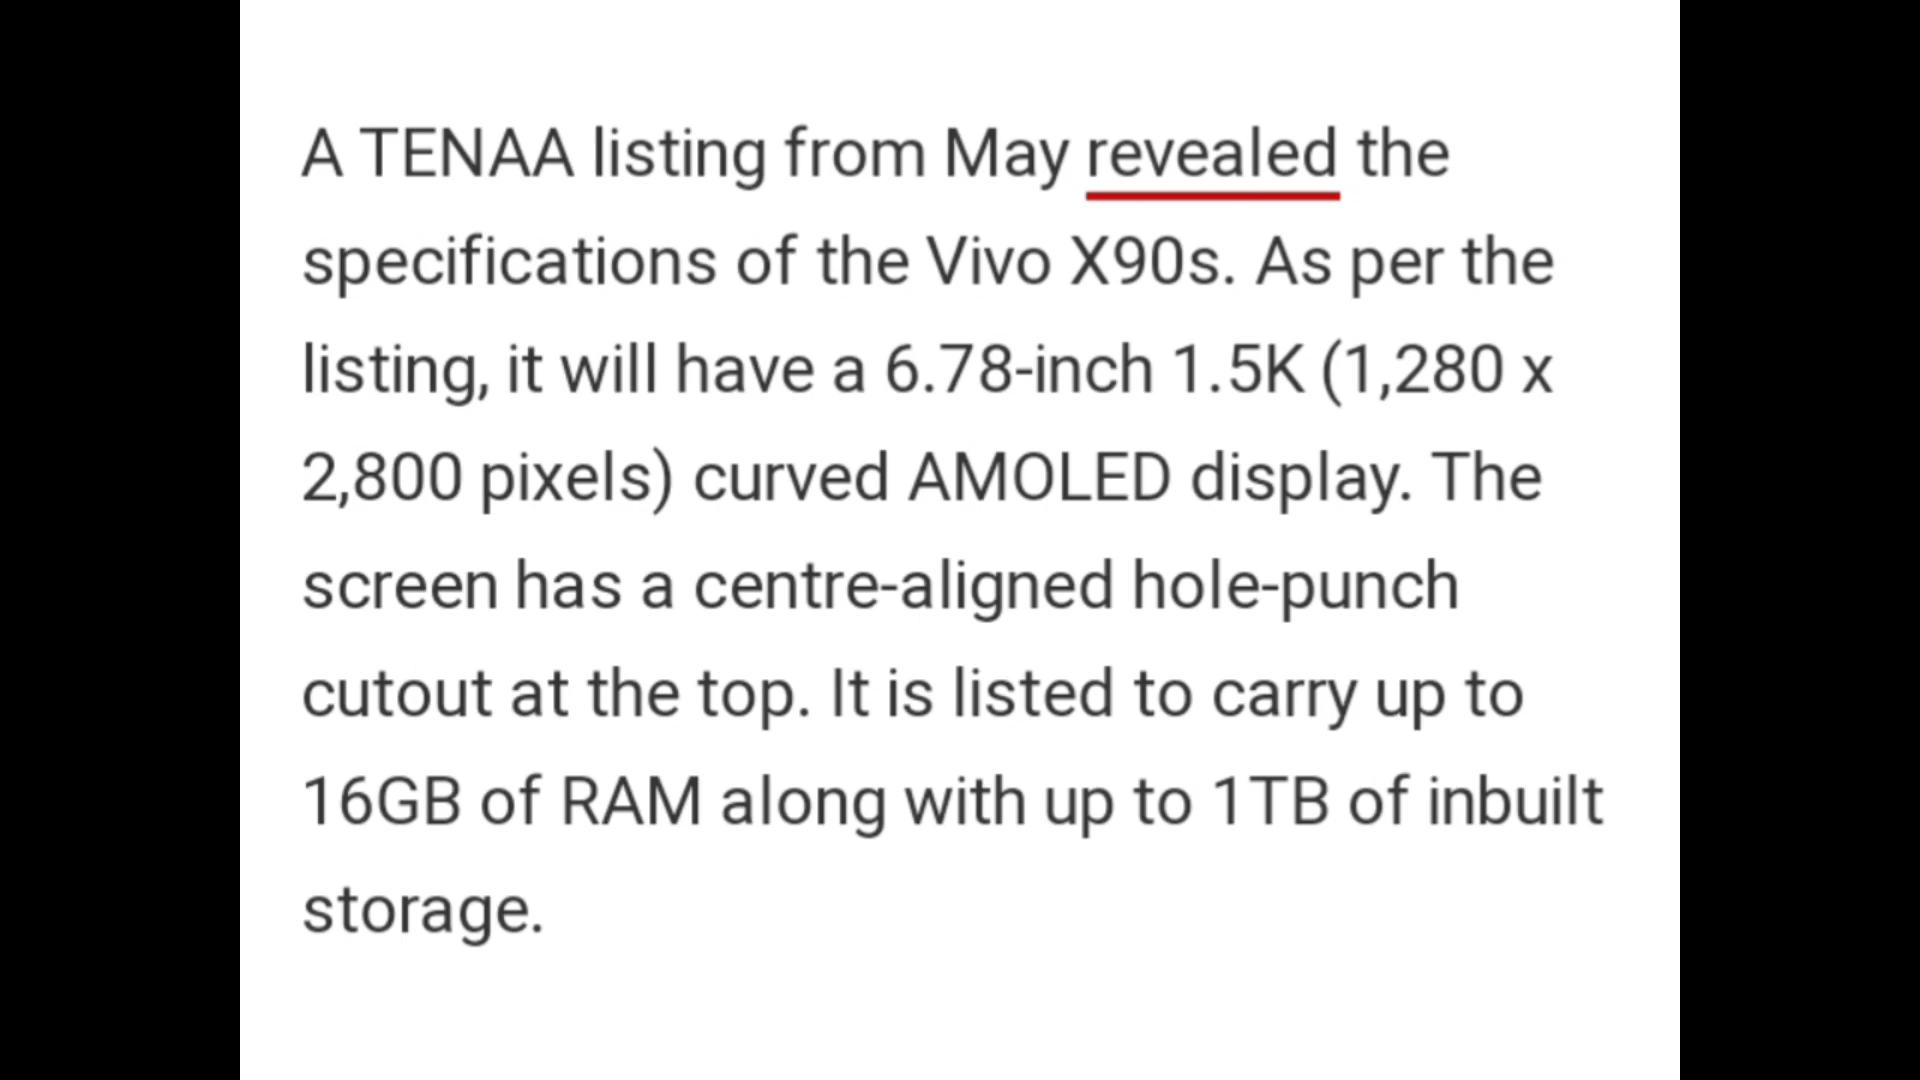 A TENAA listing from May revealed the
specifications of the Vivo X90s. As per the
listing, it will have a 6.78-inch 1.5K (1,280 x
2,800 pixels) curved AMOLED display. The
screen has a centre-aligned hole-punch
cutout at the top. It is listed to carry up to
16GB of RAM along with up to 1TB of inbuilt
storage.